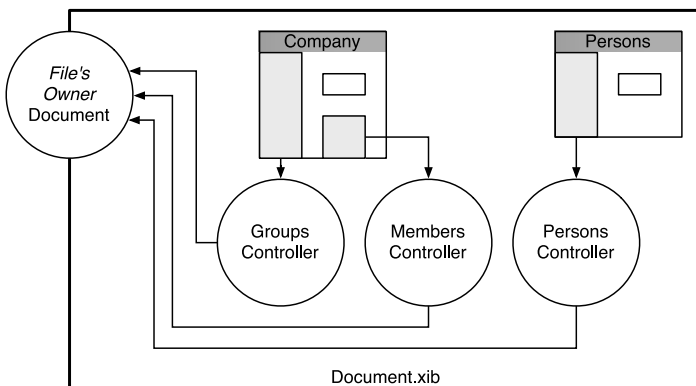 Company
Persons
File's
Owner
Document
Groups
Controller
Members
Controller
Persons
Controller
Document.xib